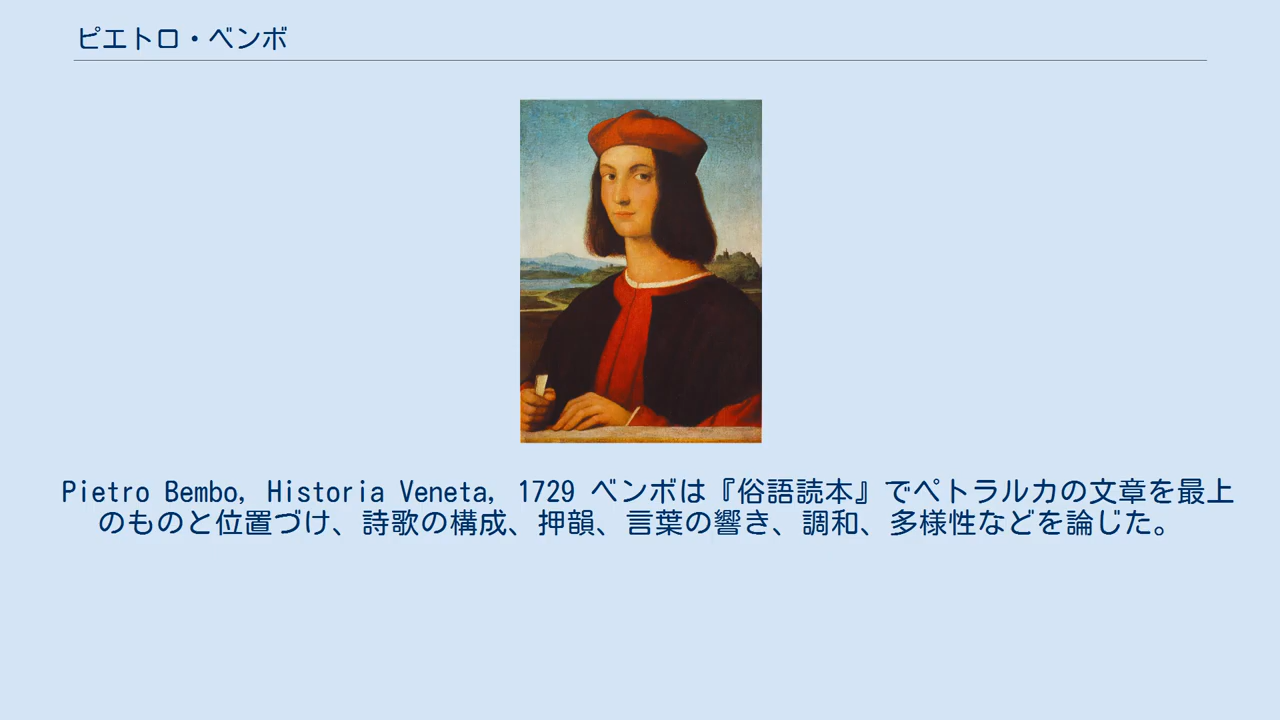 ピエトロ・ベンボ
Pietro Bembo, Historia Veneta, 1729 ベンボは『俗語読本』でペトラルカの文章を最上
のものと位置づけ、詩歌の構成、押韻、言葉の響き、調和、多様性などを論じた。